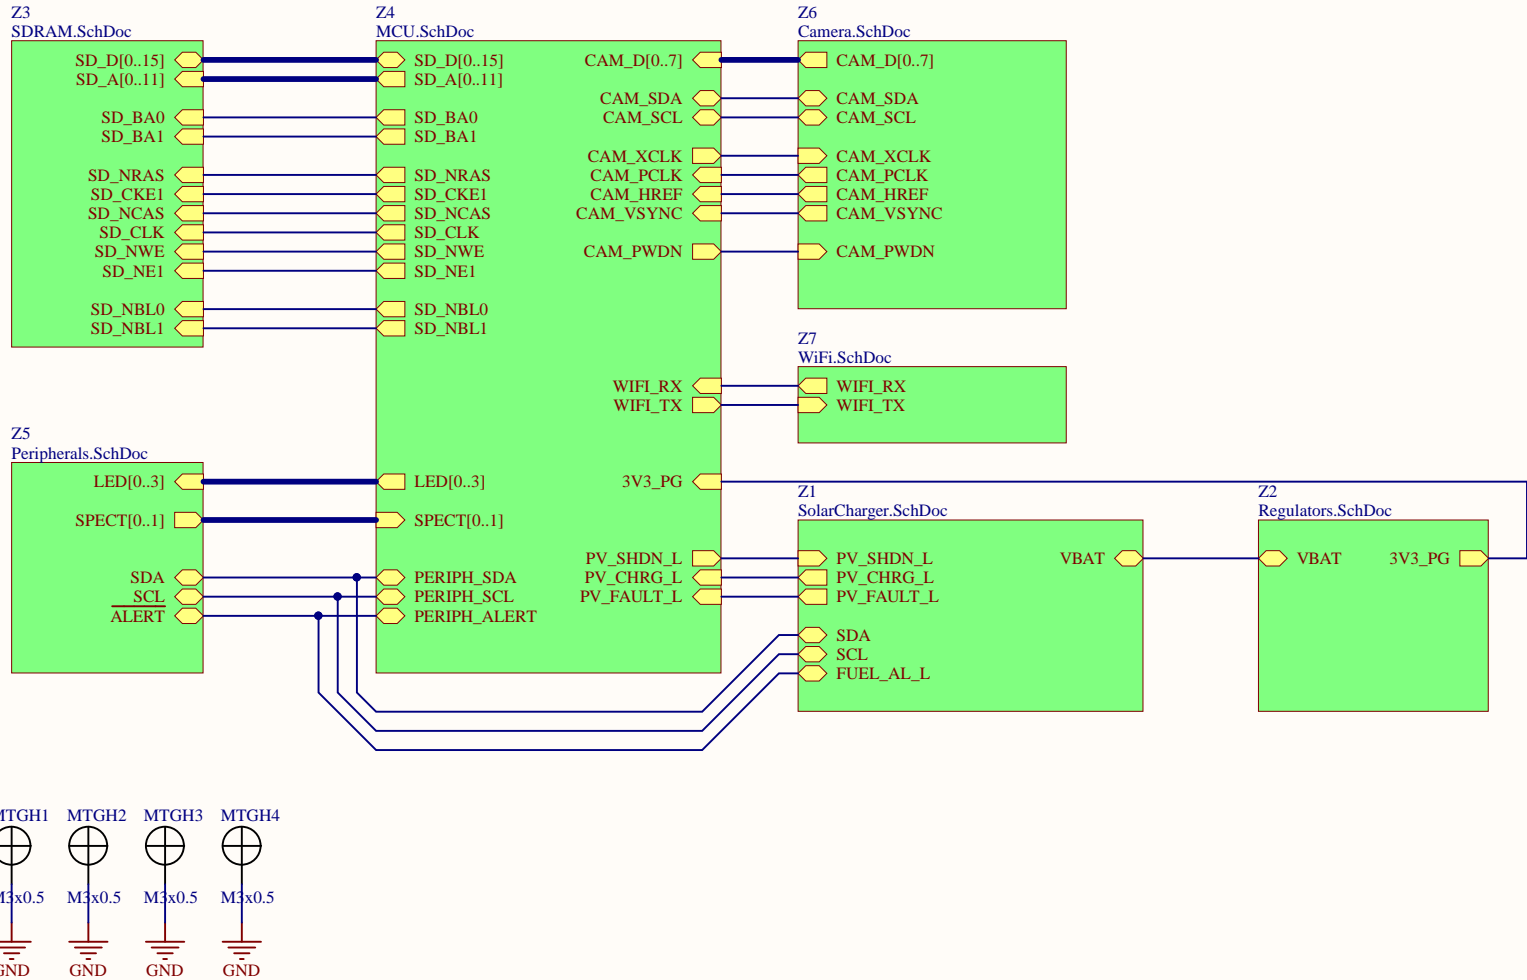 Z3
SDRAM.SchDoc
SD_D[0..15]
SD_A[0..11]
SD_BA0
SD_BA1
SD_NRAS
SD_CKE1
SD_NCAS
SD_CLK
SD_NWE
SD_NE1
SD_NBL0
SD_NBL1
Z4
MCU.SchDoc
SD_D[0..15]
SD_A[0..11]
SD_BA0
SD_BA1
SD_NRAS
SD_CKE1
SD_NCAS
SD_CLK
SD_NWE
SD_NE1
SD_NBL0
SD_NBL1
LED[0..3]
SPECT[0..1]
PERIPH_SDA
PERIPH_SCL
PERIPH_ALERT
CAM_D[0..7]
CAM_SDA
CAM_SCL
CAM_XCLK
CAM_PCLK
CAM_HREF
CAM_VSYNC
CAM_PWDN
WIFI_RX
WIFI_TX
3V3_PG
PV_SHDN_L
PV_CHRG_L
PV_FAULT_L
Z6
Camera.SchDoc
CAM_D[0..7]
CAM_SDA
CAM_SCL
CAM_XCLK
CAM_PCLK
CAM_HREF
CAM_VSYNC
CAM_PWDN
Z7
WiFi.SchDoc
WIFI_RX
WIFI_TX
Z5
Peripherals.SchDoc
LED[0..3]
SPECT[0..1]
SDA
SCL
ALERT
Z1
SolarCharger.SchDoc
PV_SHDN_L
PV_CHRG_L
PV_FAULT_L
SDA
SCL
FUEL_AL_L
VBAT
Z2
Regulators.SchDoc
VBAT
3V3_PG
MTGH1 MTGH2 MTGH3 MTGH4
M3x0.5 M3x0.5 M3x0.5 M3x0.5
GND GND GND GND